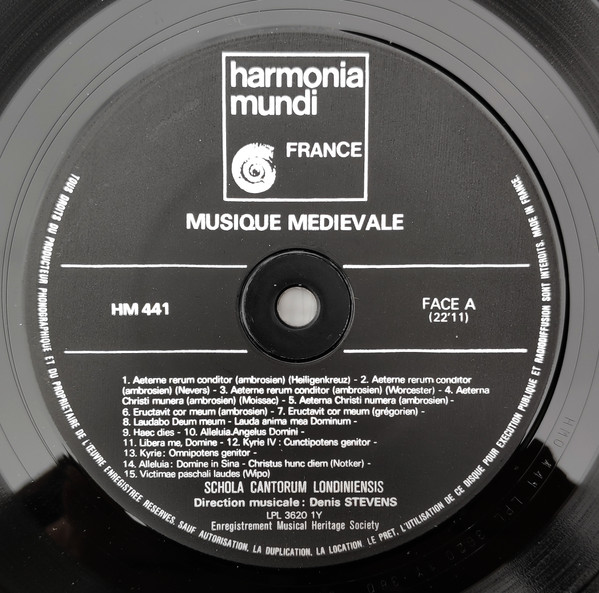 harmonia
mundi
FRANCE
MUSIQUE MEDIEVALE
HM 441
FACE A
(22'11)
1. Aeterne rerum conditor (ambrosien) (Heiligenkreuz) - 2. Aeterne rerum conditor
(ambrosien) (Nevers) - 3. Aeterne rerum conditor (ambrosien) (Worcester) - 4. Aeterna
Christi munera (ambrosien) (Moissac) - 5. Aeterna Christi numera (ambrosien) -
6. Eructavit cor meum (ambrosien) - 7. Eructavit cor meum (grégorien) -
8. Laudabo Deum meum - Lauda anima mea Dominum -
9. Haec dies - 10. Alleluia.Angelus Domini -
11. Libera me, Domine - 12. Kyrie IV : Cunctipotens genitor -
13. Kyrie : Omnipotens genitor -
14. Alleluia : Domine in Sina - Christus hunc diem (Notker) -
15. Victimae paschali laudes (Wipo)
SCHOLA CANTORUM LONDINIENSIS
Direction musicale : Denis STEVENS
LPL 3620 1Y
Enregistrement Musical Heritage Society
TOUS DROITS DU PRODUCTEUR PHONOGRAPHIQUE ET DU PROPRIETAIRE DE L'ŒUVRE ENREGISTREE RESERVES. SAUF AUTORISATION, LA DUPLICATION, LA LOCATION, LE PRET, L'UTILISATION DE CE DISQUE POUR EXECUTION PUBLIQUE ET RADIODIFFUSION SONT INTERDITS. MADE IN FRANCE